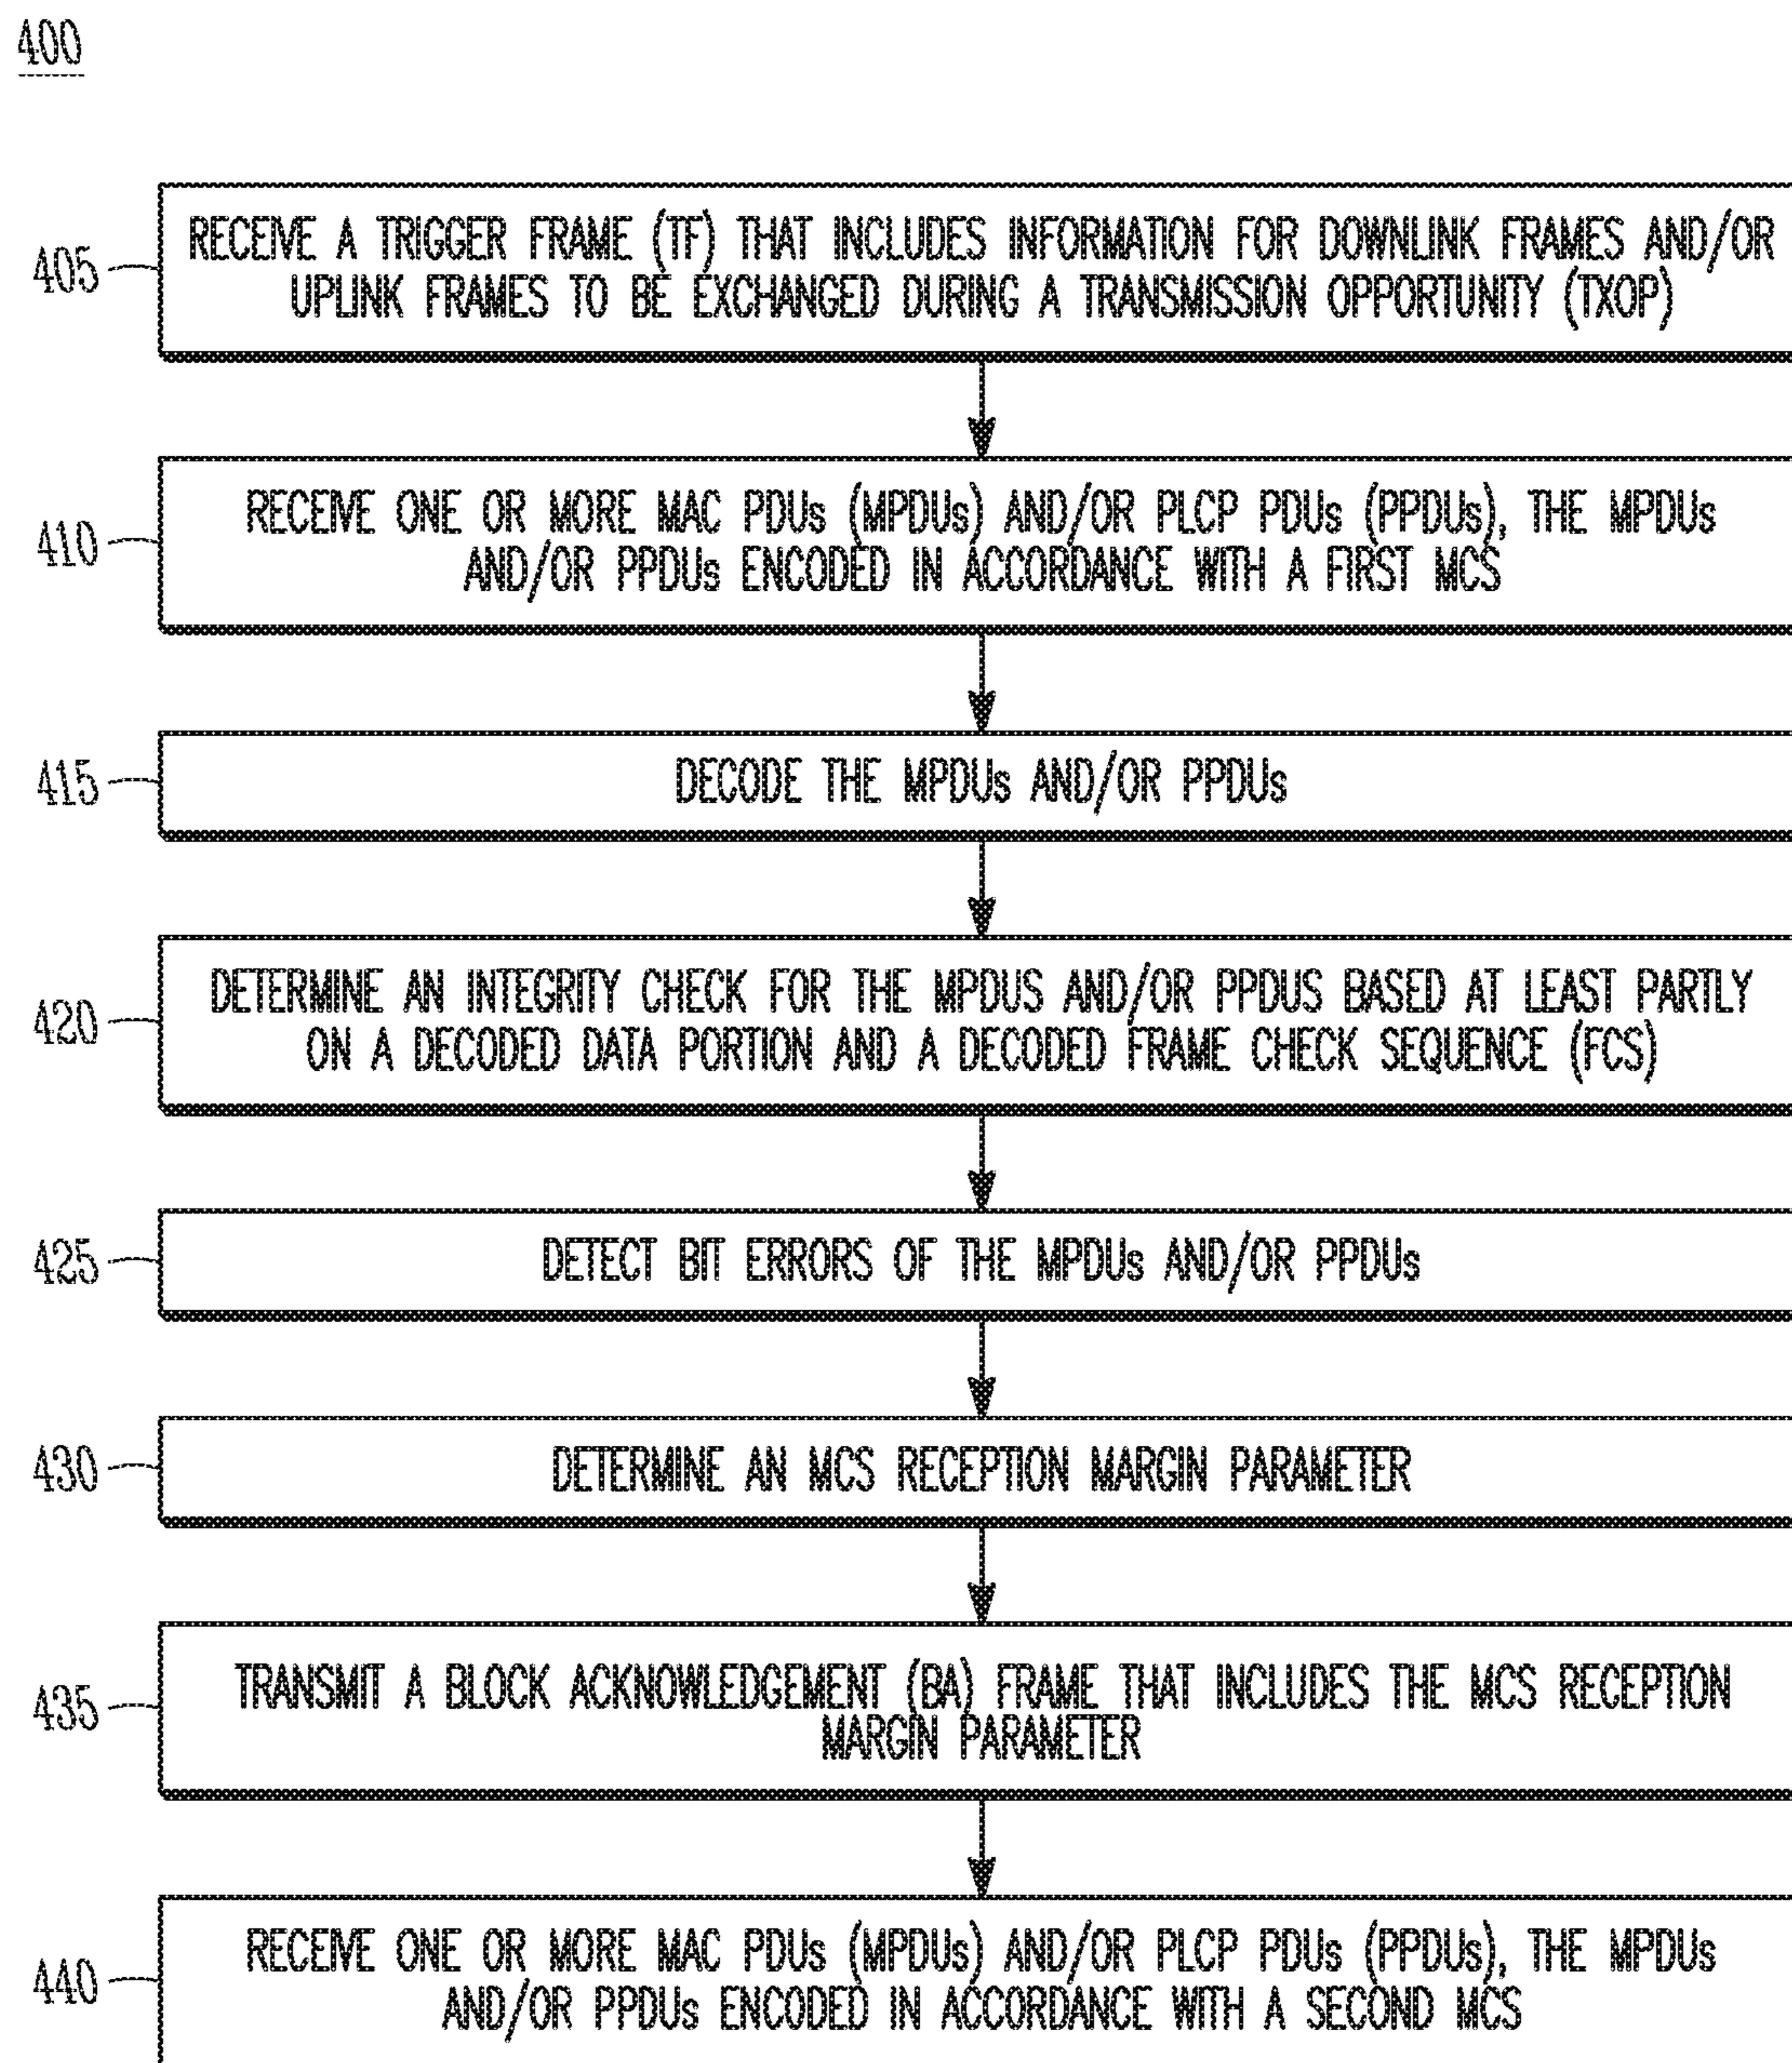 400
405
RECEIVE A TRIGGER FRAME (TF) THAT INCLUDES INFORMATION FOR DOWNLINK FRAMES AND/OR
UPLINK FRAMES TO BE EXCHANGED DURING A TRANSMISSION OPPORTUNITY (TXOP)
410
RECEIVE ONE OR MORE MAC PDUs (MPDUs) AND/OR PLCP PDUs (PPDUs), THE MPDUs
AND/OR PPDUs ENCODED IN ACCORDANCE WITH A FIRST MCS
415
DECODE THE MPDUs AND/OR PPDUs
420
DETERMINE AN INTEGRITY CHECK FOR THE MPDUS AND/OR PPDUS BASED AT LEAST PARTLY
ON A DECODED DATA PORTION AND A DECODED FRAME CHECK SEQUENCE (FCS)
425
DETECT BIT ERRORS OF THE MPDUs AND/OR PPDUs
430
DETERMINE AN MCS RECEPTION MARGIN PARAMETER
435
TRANSMIT A BLOCK ACKNOWLEDGEMENT (BA) FRAME THAT INCLUDES THE MCS RECEPTION
MARGIN PARAMETER
440
RECEIVE ONE OR MORE MAC PDUs (MPDUs) AND/OR PLCP PDUs (PPDUs), THE MPDUs
AND/OR PPDUs ENCODED IN ACCORDANCE WITH A SECOND MCS